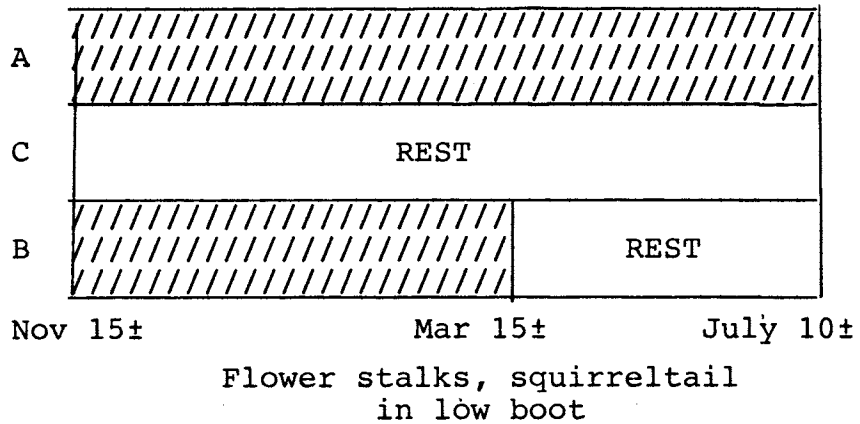 A
C REST
B REST
Nov 15± Mar 15± July 10±
Flower stalks, squirreltail
in low boot